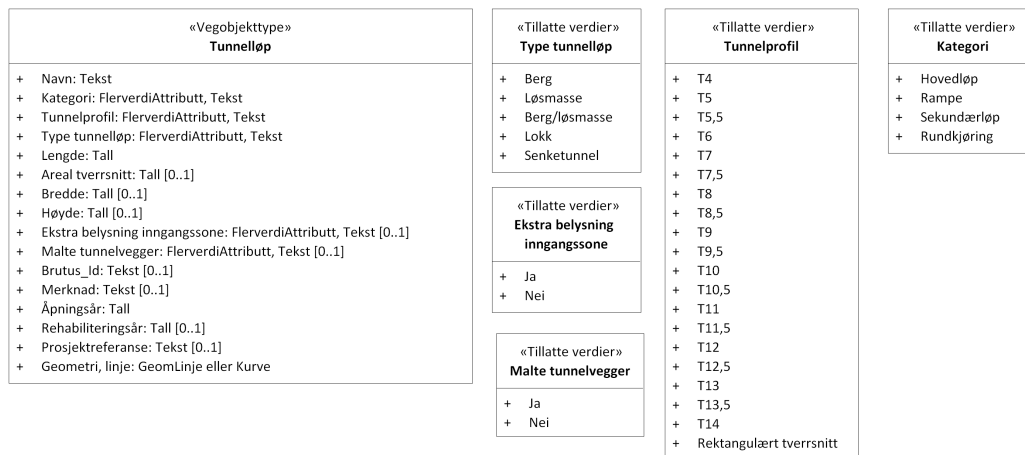 «Vegobjekttype»
Tunnelløp
+ Navn: Tekst
+ Kategori: FlerverdiAttributt, Tekst
+ Tunnelprofil: FlerverdiAttributt, Tekst
+ Type tunnelløp: FlerverdiAttributt, Tekst
+ Lengde: Tall
+ Areal tverrsnitt: Tall [0..1]
+ Bredde: Tall [0..1]
+ Høyde: Tall [0..1]
+ Ekstra belysning inngangssone: FlerverdiAttributt, Tekst [0..1]
+ Malte tunnelvegger: FlerverdiAttributt, Tekst [0..1]
+ Brutus_Id: Tekst [0..1]
+ Merknad: Tekst [0..1]
+ Åpningsår: Tall
+ Rehabiliteringsår: Tall [0..1]
+ Prosjektreferanse: Tekst [0..1]
+ Geometri, linje: GeomLinje eller Kurve
«Tillatte verdier»
Type tunnelløp
+ Berg
+ Løsmasse
+ Berg/løsmasse
+ Lokk
+ Senketunnel
«Tillatte verdier»
Ekstra belysning
inngangssone
+ Ja
+ Nei
«Tillatte verdier»
Malte tunnelvegger
+ Ja
+ Nei
«Tillatte verdier»
Tunnelprofil
+ T4
+ T5
+ T5,5
+ T6
+ T7
+ T7,5
+ T8
+ T8,5
+ T9
+ T9,5
+ T10
+ T10,5
+ T11
+ T11,5
+ T12
+ T12,5
+ T13
+ T13,5
+ T14
+ Rektangulært tverrsnitt
«Tillatte verdier»
Kategori
+ Hovedløp
+ Rampe
+ Sekundærløp
+ Rundkjøring